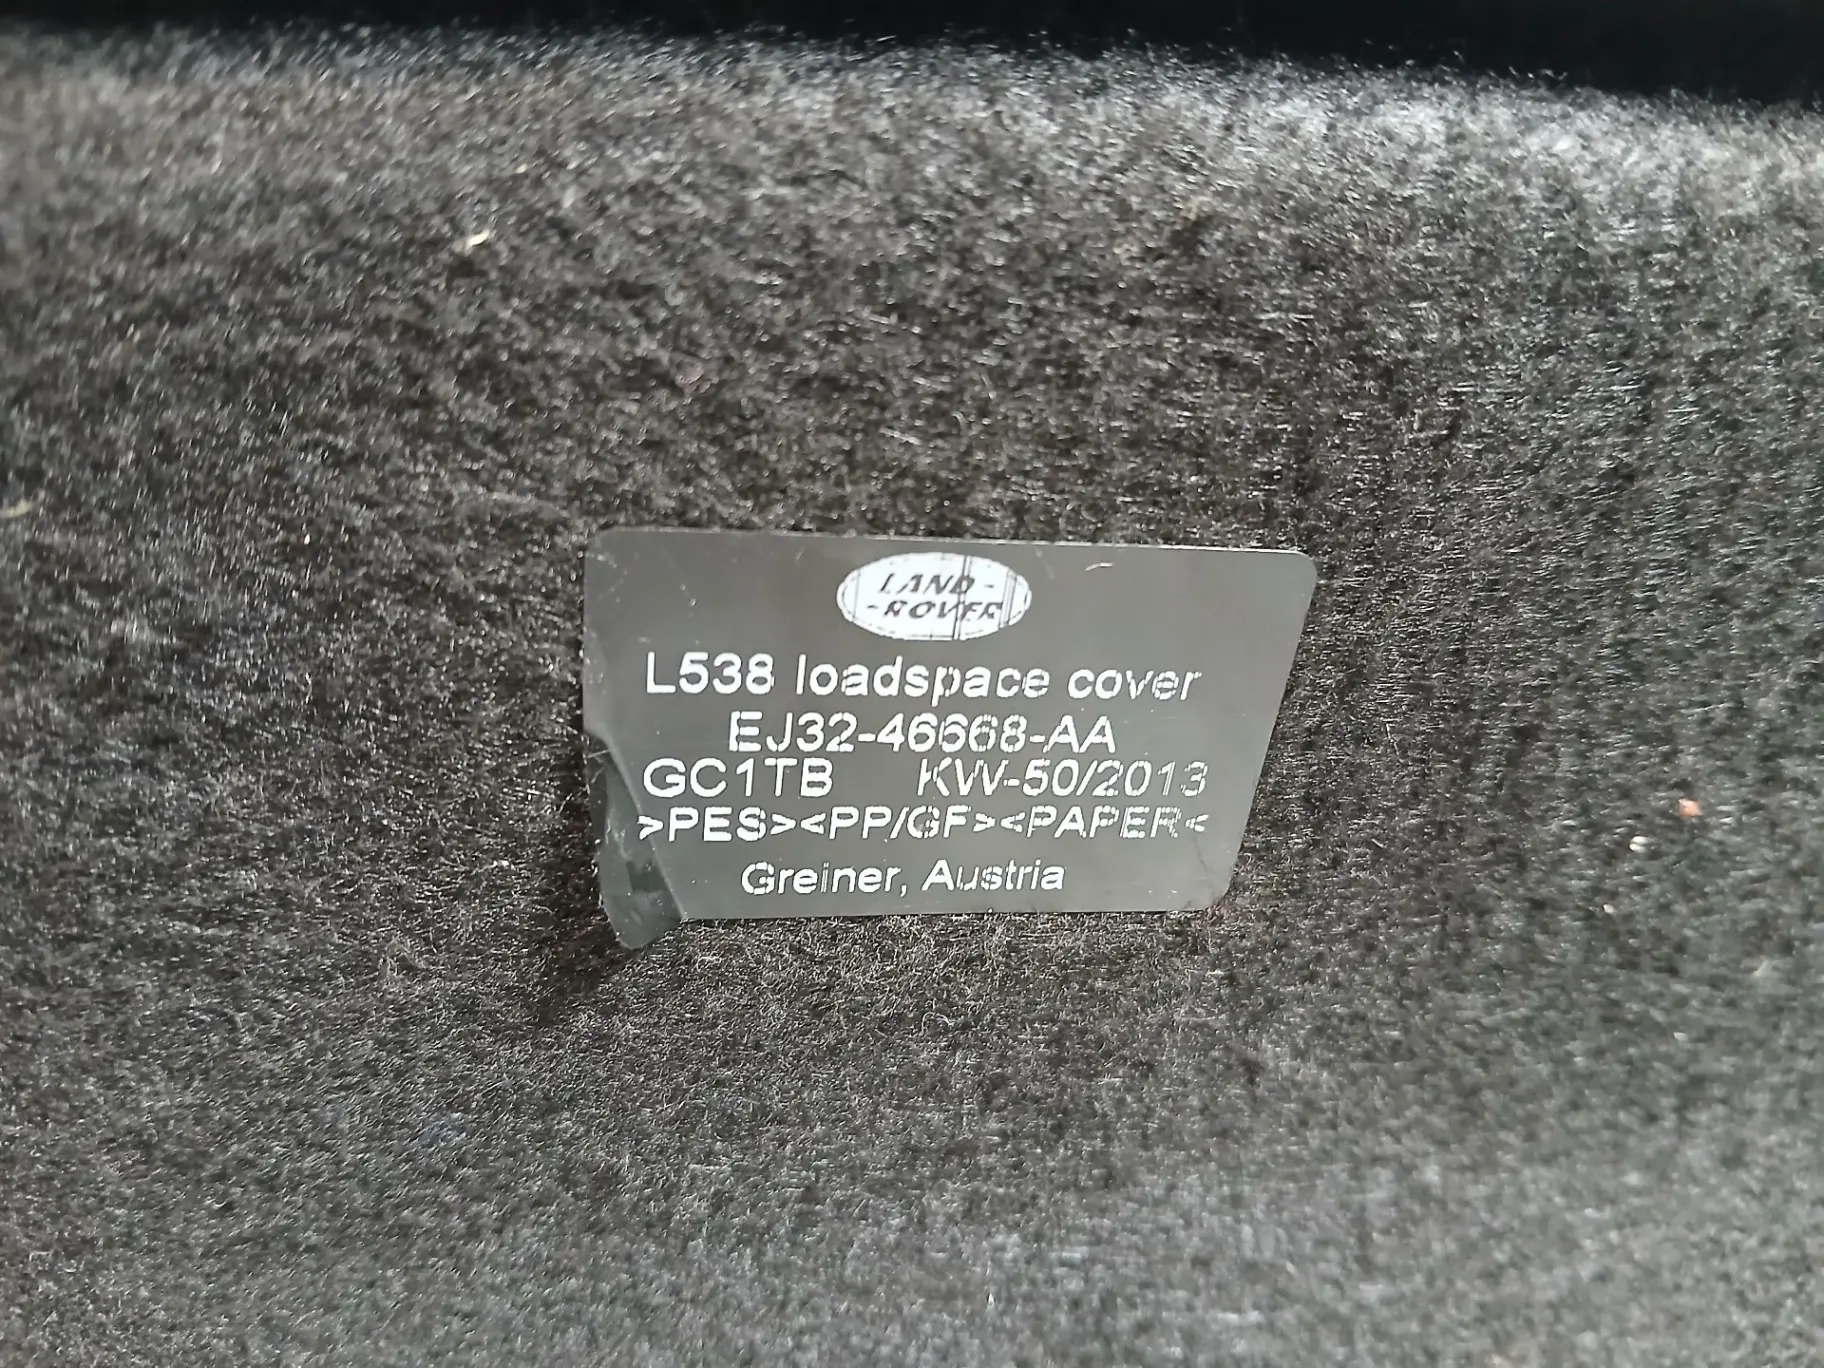 LAND-
-ROVER
L538 loadspace cover
EJ32-46668-AA
GC1TB KW-50/2013
>PES><PP/GF><PAPER<
Greiner, Austria